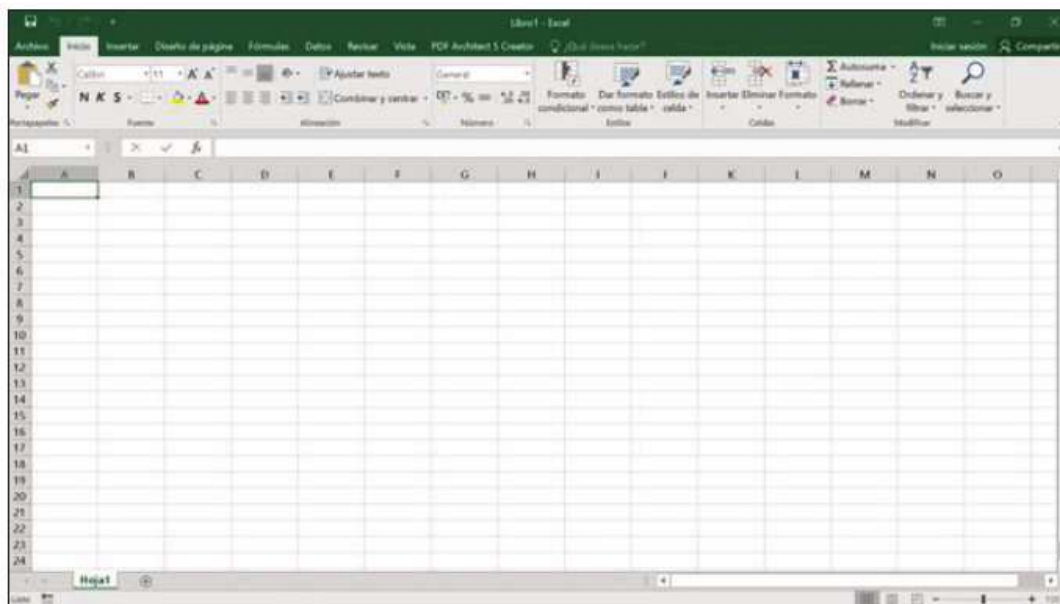 Libro1 - Excel
Archivo Inicio Insertar Diseño de página Fórmulas Datos Revisar Vista PDF Architect 5 Creator ¿Qué desea hacer? Iniciar sesión Compartir
Pegar
Calibri 11
N K S
Ajustar texto
Combinar y centrar
General
% 
Formato condicional
Dar formato como tabla
Estilos de celda
Insertar Eliminar Formato
Autosuma
Rellenar
Borrar
Ordenar y filtrar
Buscar y seleccionar
Portapapeles Fuente Alineación Número Estilos Celdas Modificar
A1 fx
A B C D E F G H I J K L M N O
1
2
3
4
5
6
7
8
9
10
11
12
13
14
15
16
17
18
19
20
21
22
23
24
Hoja1